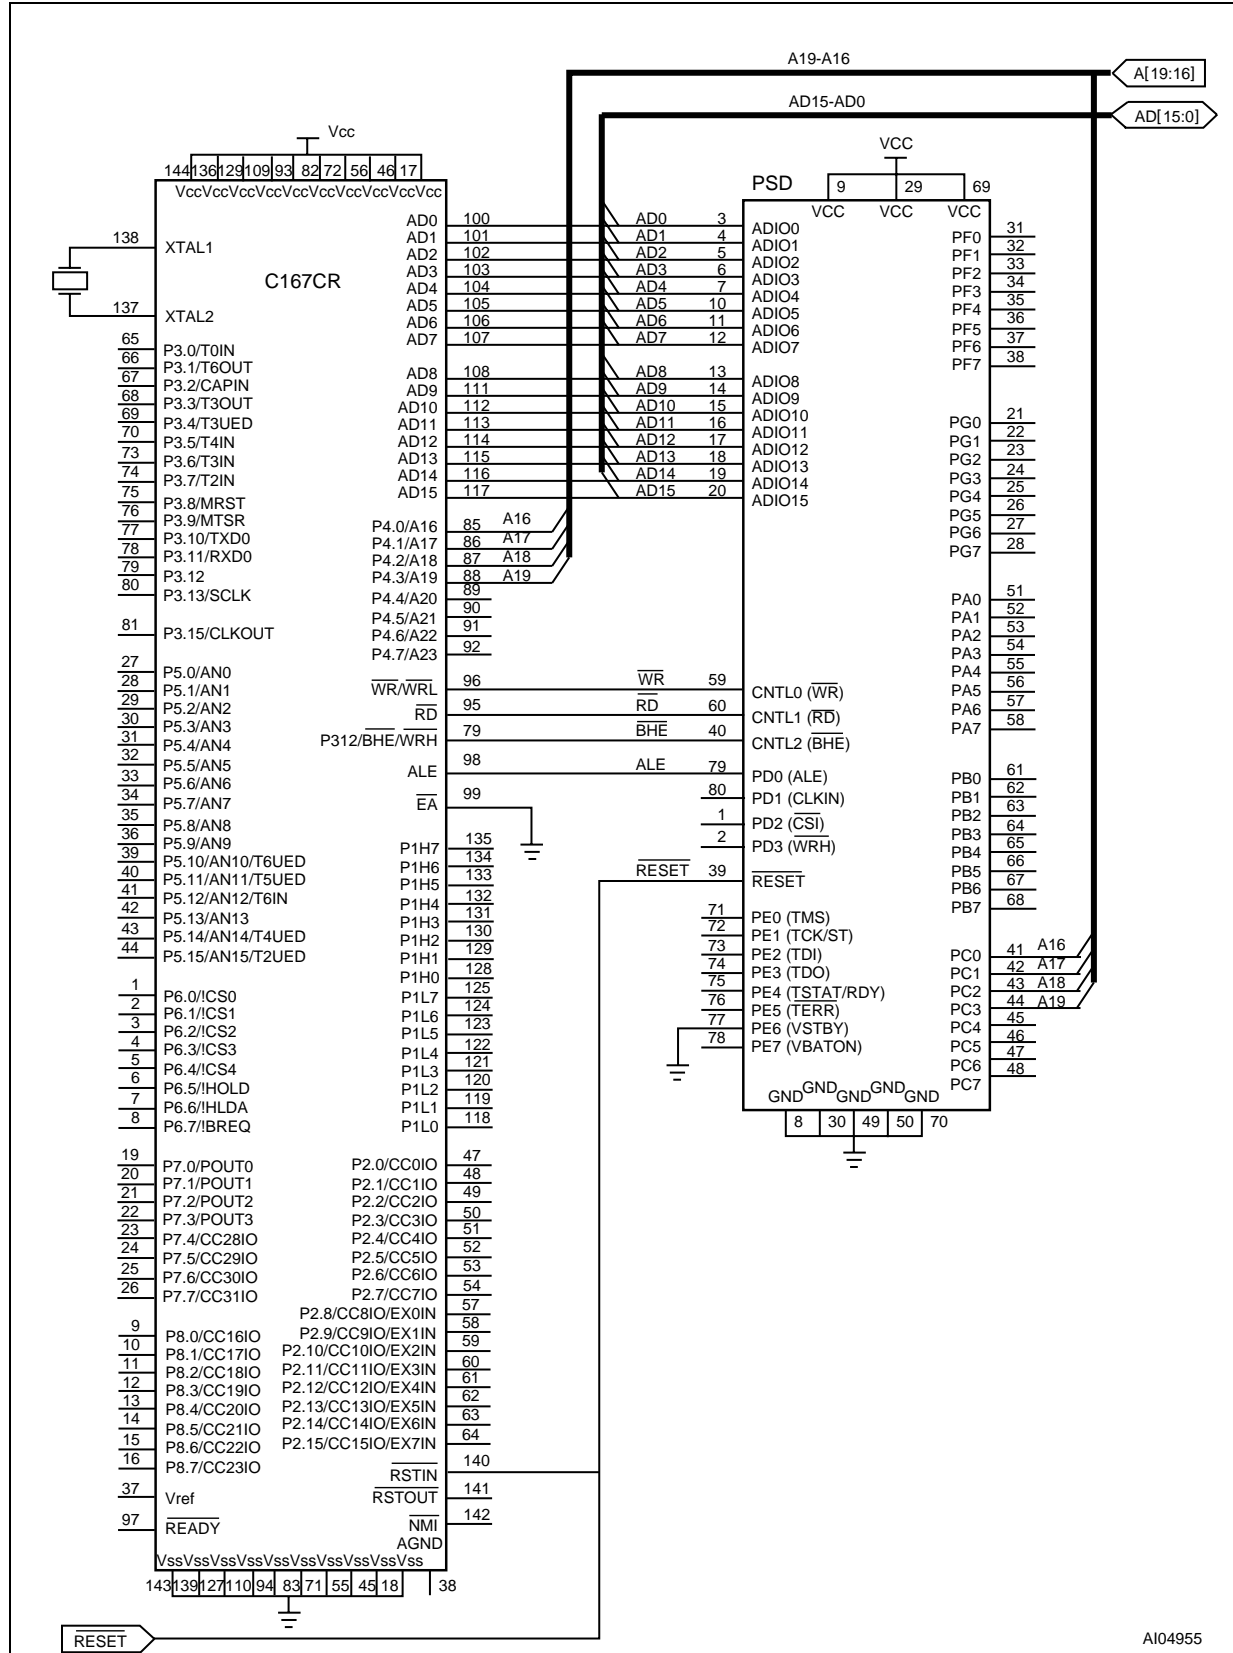 A19-A16
A[19:16]
AD15-AD0
AD[15:0]
Vcc
144 136 129 109 93 82 72 56 46 17
Vcc Vcc Vcc Vcc Vcc Vcc Vcc Vcc Vcc Vcc
C167CR
138 XTAL1
137 XTAL2
65 P3.0/T0IN
66 P3.1/T6OUT
67 P3.2/CAPIN
68 P3.3/T3OUT
69 P3.4/T3UED
70 P3.5/T4IN
73 P3.6/T3IN
74 P3.7/T2IN
75 P3.8/MRST
76 P3.9/MTSR
77 P3.10/TXD0
78 P3.11/RXD0
79 P3.12
80 P3.13/SCLK
81 P3.15/CLKOUT
27 P5.0/AN0
28 P5.1/AN1
29 P5.2/AN2
30 P5.3/AN3
31 P5.4/AN4
32 P5.5/AN5
33 P5.6/AN6
34 P5.7/AN7
35 P5.8/AN8
36 P5.9/AN9
39 P5.10/AN10/T6UED
40 P5.11/AN11/T5UED
41 P5.12/AN12/T6IN
42 P5.13/AN13
43 P5.14/AN14/T4UED
44 P5.15/AN15/T2UED
1 P6.0/!CS0
2 P6.1/!CS1
3 P6.2/!CS2
4 P6.3/!CS3
5 P6.4/!CS4
6 P6.5/!HOLD
7 P6.6/!HLDA
8 P6.7/!BREQ
19 P7.0/POUT0
20 P7.1/POUT1
21 P7.2/POUT2
22 P7.3/POUT3
23 P7.4/CC28IO
24 P7.5/CC29IO
25 P7.6/CC30IO
26 P7.7/CC31IO
9 P8.0/CC16IO
10 P8.1/CC17IO
11 P8.2/CC18IO
12 P8.3/CC19IO
13 P8.4/CC20IO
14 P8.5/CC21IO
15 P8.6/CC22IO
16 P8.7/CC23IO
37 Vref
97 READY
AD0 100 AD0 3 ADIO0
AD1 101 AD1 4 ADIO1
AD2 102 AD2 5 ADIO2
AD3 103 AD3 6 ADIO3
AD4 104 AD4 7 ADIO4
AD5 105 AD5 10 ADIO5
AD6 106 AD6 11 ADIO6
AD7 107 AD7 12 ADIO7
AD8 108 AD8 13 ADIO8
AD9 111 AD9 14 ADIO9
AD10 112 AD10 15 ADIO10
AD11 113 AD11 16 ADIO11
AD12 114 AD12 17 ADIO12
AD13 115 AD13 18 ADIO13
AD14 116 AD14 19 ADIO14
AD15 117 AD15 20 ADIO15
P4.0/A16 85 A16
P4.1/A17 86 A17
P4.2/A18 87 A18
P4.3/A19 88 A19
P4.4/A20 89
P4.5/A21 90
P4.6/A22 91
P4.7/A23 92
WR/WRL 96 WR 59 CNTL0 (WR)
RD 95 RD 60 CNTL1 (RD)
P312/BHE/WRH 79 BHE 40 CNTL2 (BHE)
ALE 98 ALE 79 PD0 (ALE)
EA 99
80 PD1 (CLKIN)
1 PD2 (CSI)
2 PD3 (WRH)
RESET 39 RESET
P1H7 135
P1H6 134
P1H5 133
P1H4 132
P1H3 131
P1H2 130
P1H1 129
P1H0 128
P1L7 125
P1L6 124
P1L5 123
P1L4 122
P1L3 121
P1L2 120
P1L1 119
P1L0 118
P2.0/CC0IO 47
P2.1/CC1IO 48
P2.2/CC2IO 49
P2.3/CC3IO 50
P2.4/CC4IO 51
P2.5/CC5IO 52
P2.6/CC6IO 53
P2.7/CC7IO 54
P2.8/CC8IO/EX0IN 57
P2.9/CC9IO/EX1IN 58
P2.10/CC10IO/EX2IN 59
P2.11/CC11IO/EX3IN 60
P2.12/CC12IO/EX4IN 61
P2.13/CC13IO/EX5IN 62
P2.14/CC14IO/EX6IN 63
P2.15/CC15IO/EX7IN 64
RSTIN 140
RSTOUT 141
NMI 142
AGND
Vss Vss Vss Vss Vss Vss Vss Vss Vss Vss
143 139 127 110 94 83 71 55 45 18 38
RESET
VCC
PSD 9 29 69
VCC VCC VCC
71 PE0 (TMS)
72 PE1 (TCK/ST)
73 PE2 (TDI)
74 PE3 (TDO)
75 PE4 (TSTAT/RDY)
76 PE5 (TERR)
77 PE6 (VSTBY)
78 PE7 (VBATON)
PF0 31
PF1 32
PF2 33
PF3 34
PF4 35
PF5 36
PF6 37
PF7 38
PG0 21
PG1 22
PG2 23
PG3 24
PG4 25
PG5 26
PG6 27
PG7 28
PA0 51
PA1 52
PA2 53
PA3 54
PA4 55
PA5 56
PA6 57
PA7 58
PB0 61
PB1 62
PB2 63
PB3 64
PB4 65
PB5 66
PB6 67
PB7 68
PC0 41 A16
PC1 42 A17
PC2 43 A18
PC3 44 A19
PC4 45
PC5 46
PC6 47
PC7 48
GND GND GND GND GND
8 30 49 50 70
AI04955